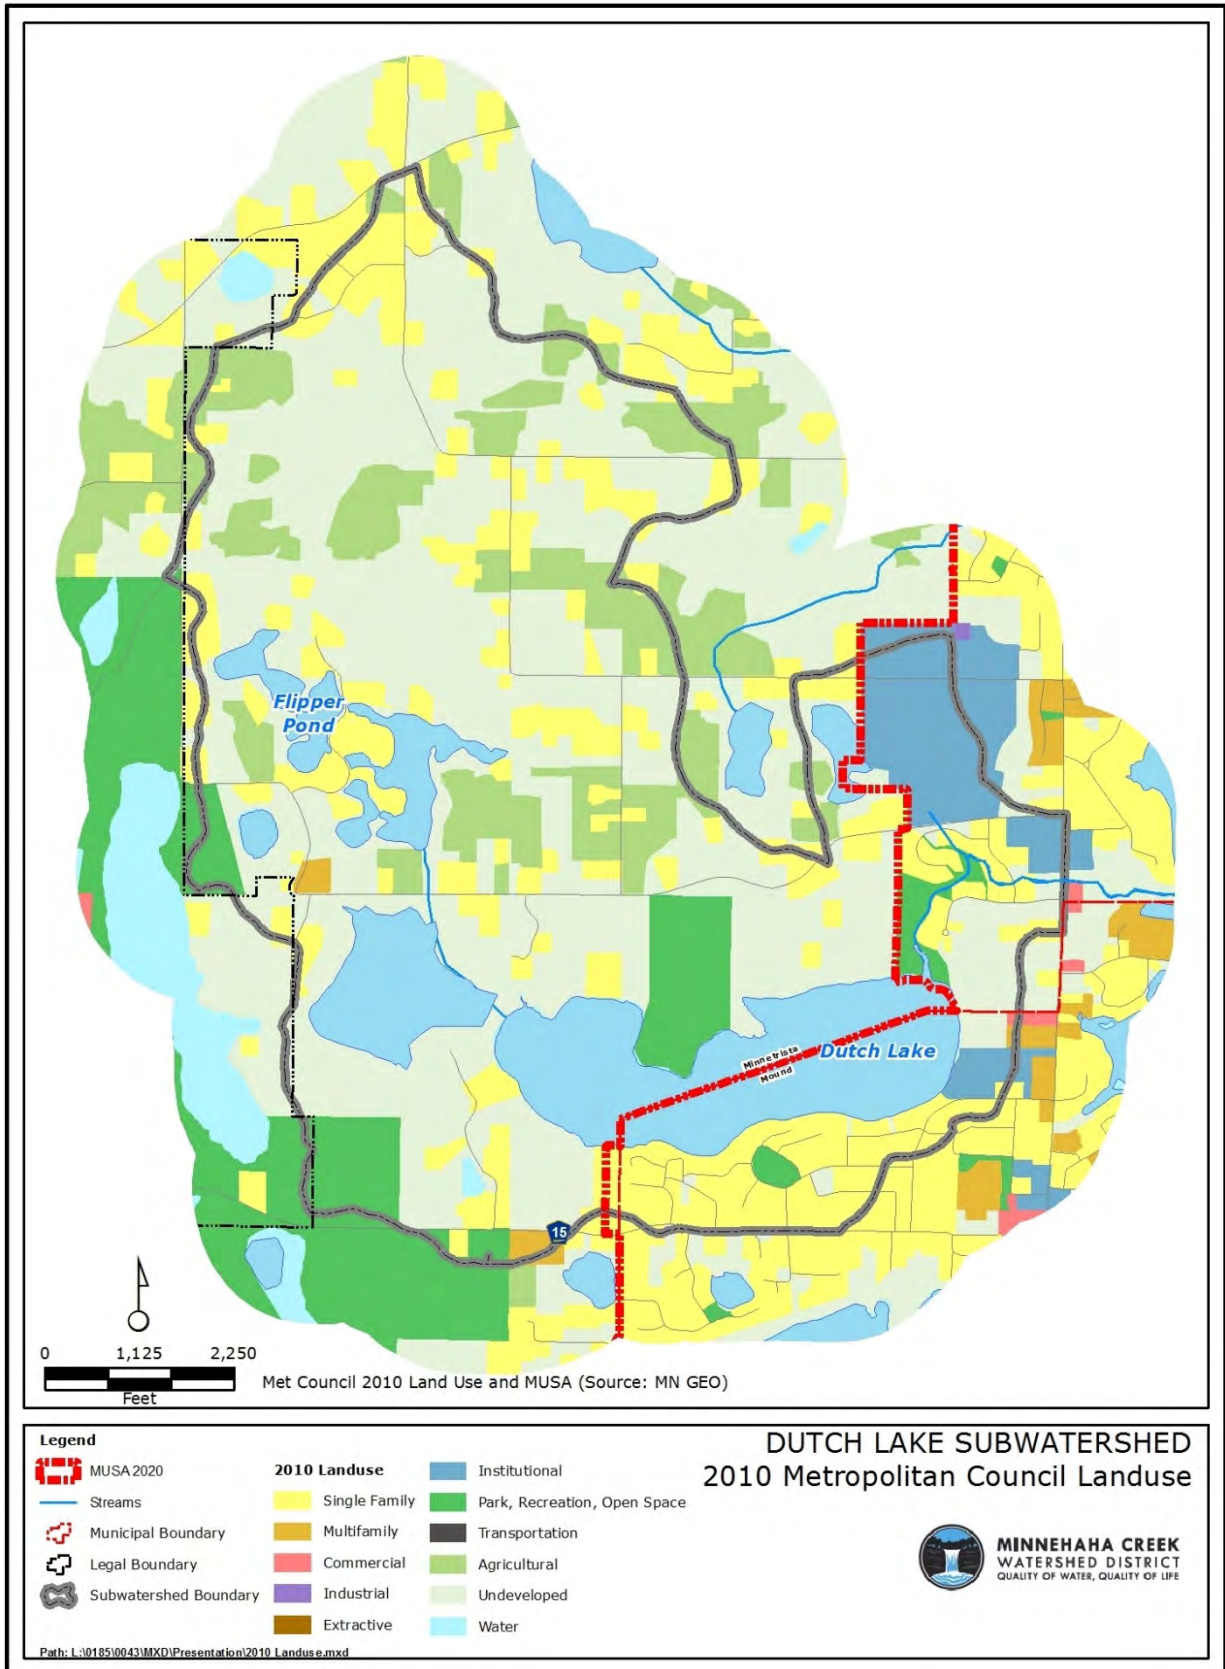 Flipper
Pond
Minnetrista
Mound
Dutch Lake
15
0 1,125 2,250
Feet
Met Council 2010 Land Use and MUSA (Source: MN GEO)
Legend
MUSA 2020
Streams
Municipal Boundary
Legal Boundary
Subwatershed Boundary
2010 Landuse
Single Family
Multifamily
Commercial
Industrial
Extractive
Institutional
Park, Recreation, Open Space
Transportation
Agricultural
Undeveloped
Water
DUTCH LAKE SUBWATERSHED
2010 Metropolitan Council Landuse
MINNEHAHA CREEK
WATERSHED DISTRICT
QUALITY OF WATER, QUALITY OF LIFE
Path: L:\0185\0043\MXD\Presentation\2010 Landuse.mxd